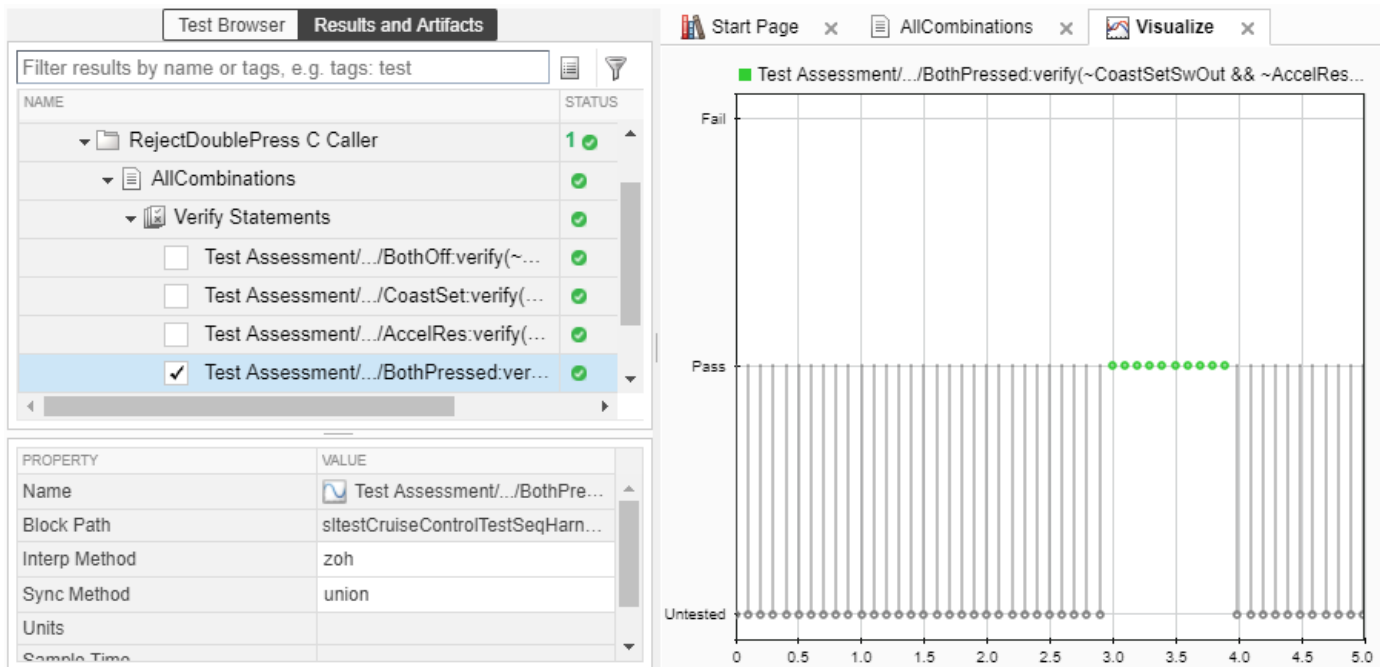 Test Browser Results and Artifacts
Filter results by name or tags, e.g. tags: test
NAME STATUS
RejectDoublePress C Caller 1
AllCombinations
Verify Statements
Test Assessment/.../BothOff:verify(~...
Test Assessment/.../CoastSet:verify(...
Test Assessment/.../AccelRes:verify(...
Test Assessment/.../BothPressed:ver...
PROPERTY VALUE
Name Test Assessment/.../BothPre...
Block Path sltestCruiseControlTestSeqHarn...
Interp Method zoh
Sync Method union
Units
Sample Time
Start Page AllCombinations Visualize
Test Assessment/.../BothPressed:verify(~CoastSetSwOut && ~AccelRes...
Fail
Pass
Untested
0 0.5 1.0 1.5 2.0 2.5 3.0 3.5 4.0 4.5 5.0